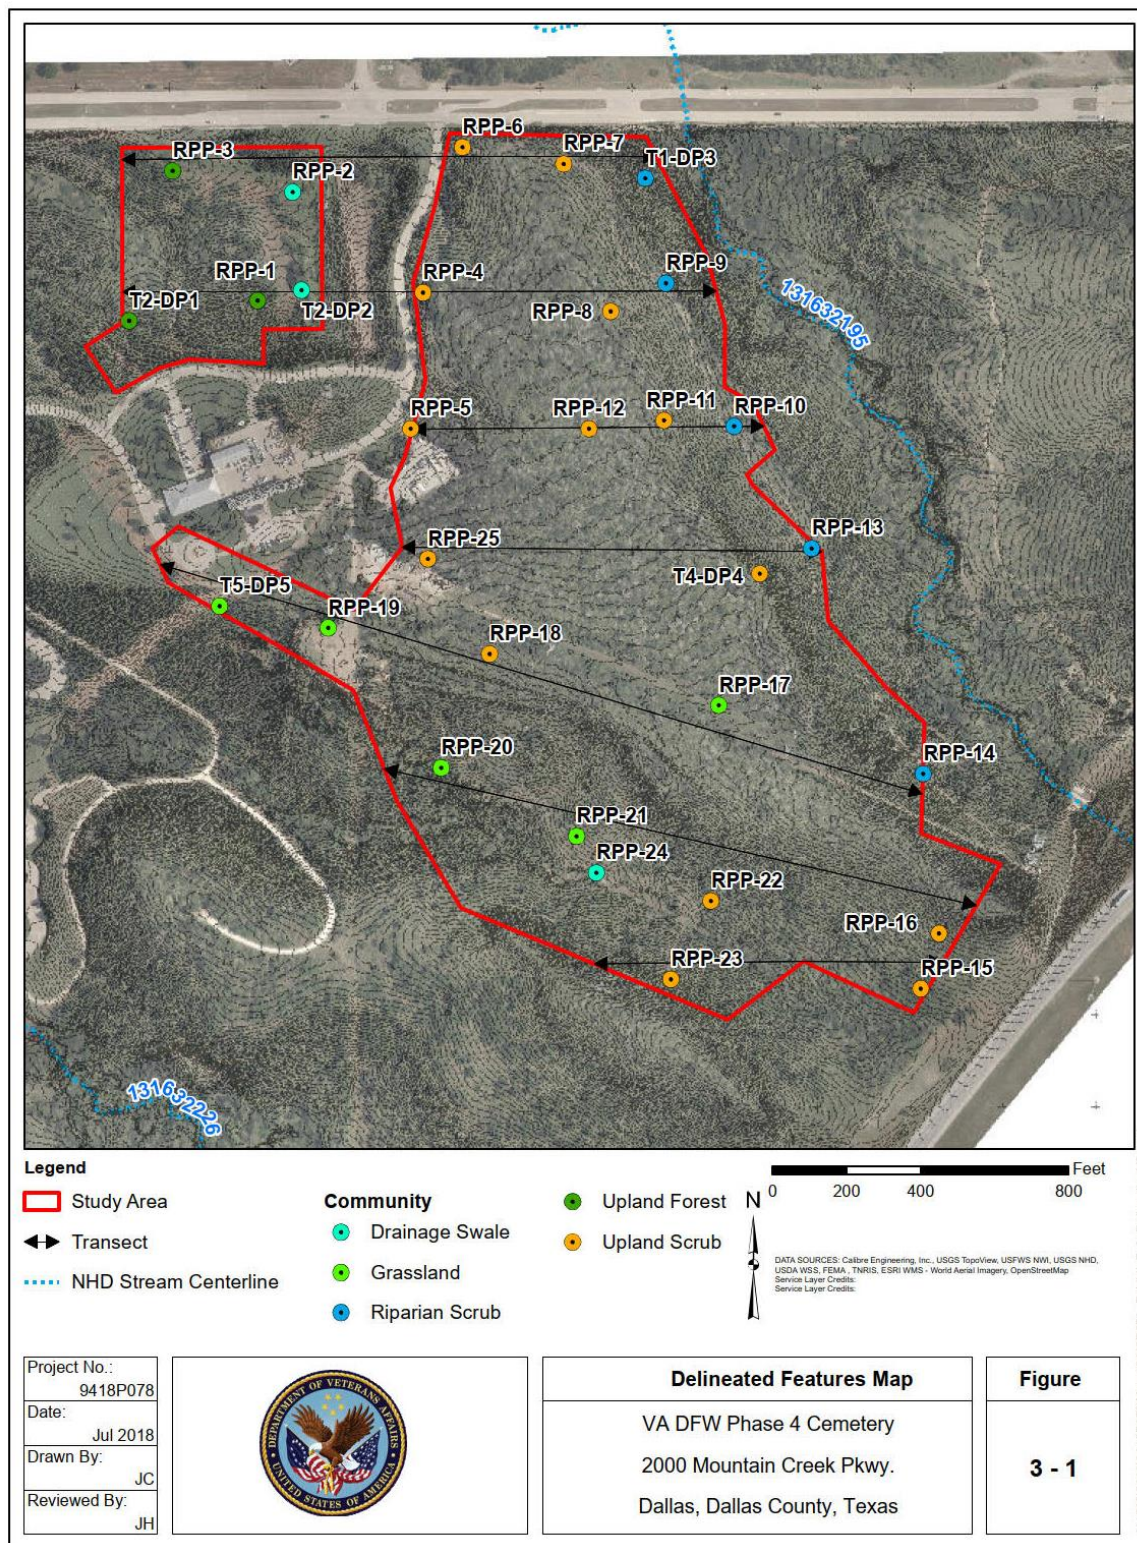 RPP-6
RPP-7
RPP-3
RPP-2
T1-DP3
RPP-1
RPP-4
RPP-9
T2-DP1
T2-DP2
RPP-8
131632195
RPP-5
RPP-12
RPP-11
RPP-10
RPP-25
RPP-13
T4-DP4
T5-DP5
RPP-19
RPP-18
RPP-17
RPP-20
RPP-14
RPP-21
RPP-24
RPP-22
RPP-16
RPP-23
RPP-15
131632226
Legend
Study Area
Transect
NHD Stream Centerline
Community
Drainage Swale
Grassland
Riparian Scrub
Upland Forest
Upland Scrub
N
Feet
0 200 400 800
DATA SOURCES: Calibre Engineering, Inc., USGS TopoView, USFWS NWI, USGS NHD,
USDA WSS, FEMA , TNRIS, ESRI WMS - World Aerial Imagery, OpenStreetMap
Service Layer Credits:
Service Layer Credits:
Project No.:
9418P078
Date:
Jul 2018
Drawn By:
JC
Reviewed By:
JH
DEPARTMENT OF VETERANS AFFAIRS
UNITED STATES OF AMERICA
Delineated Features Map
VA DFW Phase 4 Cemetery
2000 Mountain Creek Pkwy.
Dallas, Dallas County, Texas
Figure
3 - 1